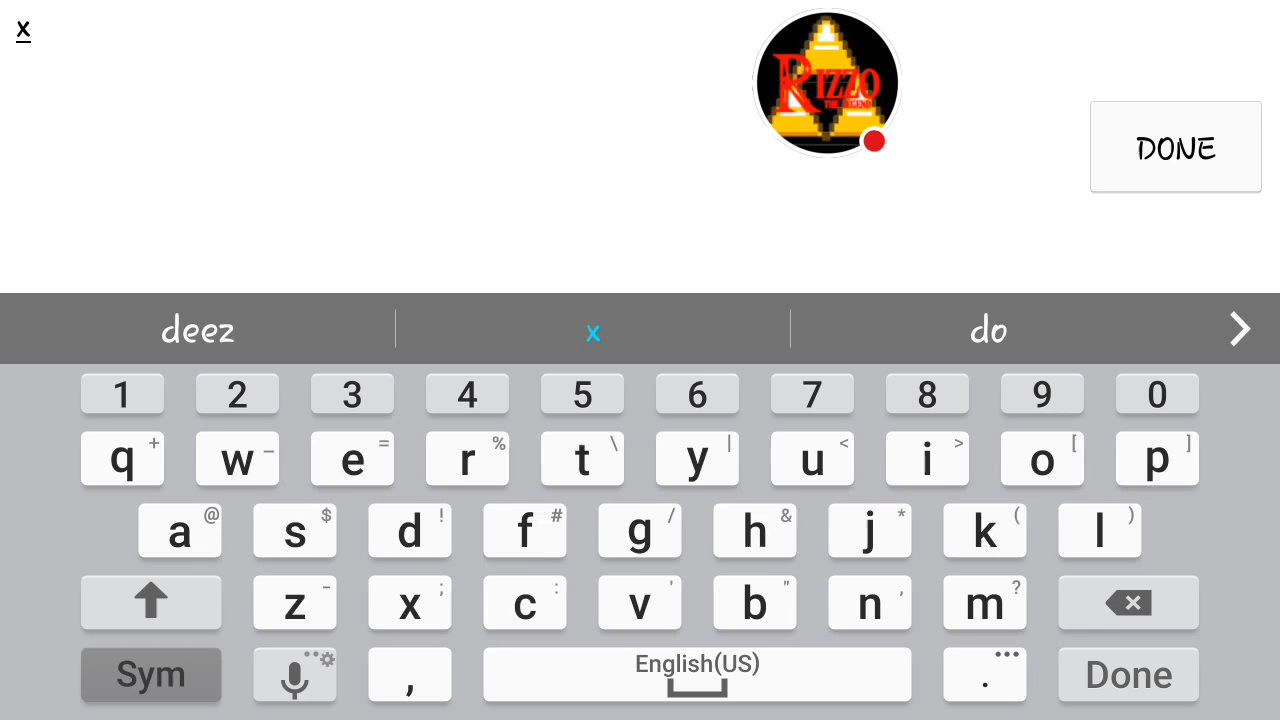 x
RIZZO
THE LEGEND
DONE
deez x do
1 2 3 4 5 6 7 8 9 0
q + w – e = r % t \ y | u < i > o [ p ]
a @ s $ d ! f # g / h & j * k ( l )
z - x ; c : v ' b " n , m ?
Sym , English(US) . ... Done